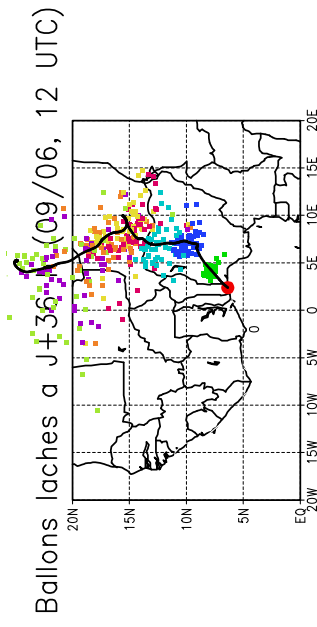 Ballons laches a J+36 (09/06, 12 UTC)
20N
15N
10N
5N
EQ
20W
15W
10W
5W
0
5E
10E
15E
20E
0